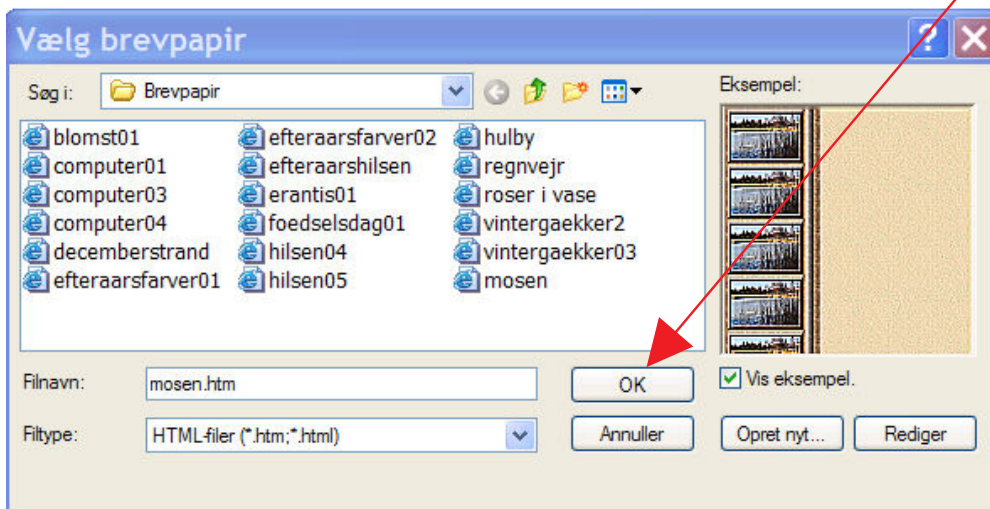 Vælg brevpapir
Søg i: Brevpapir
Eksempel:
blomst01 efteraarsfarver02 hulby
computer01 efteraarshilsen regnvejr
computer03 erantis01 roser i vase
computer04 foedselsdag01 vintergaekker2
decemberstrand hilsen04 vintergaekker03
efteraarsfarver01 hilsen05 mosen
Filnavn: mosen.htm OK Vis eksempel.
Filtype: HTML-filer (*.htm;*.html) Annuller Opret nyt... Rediger